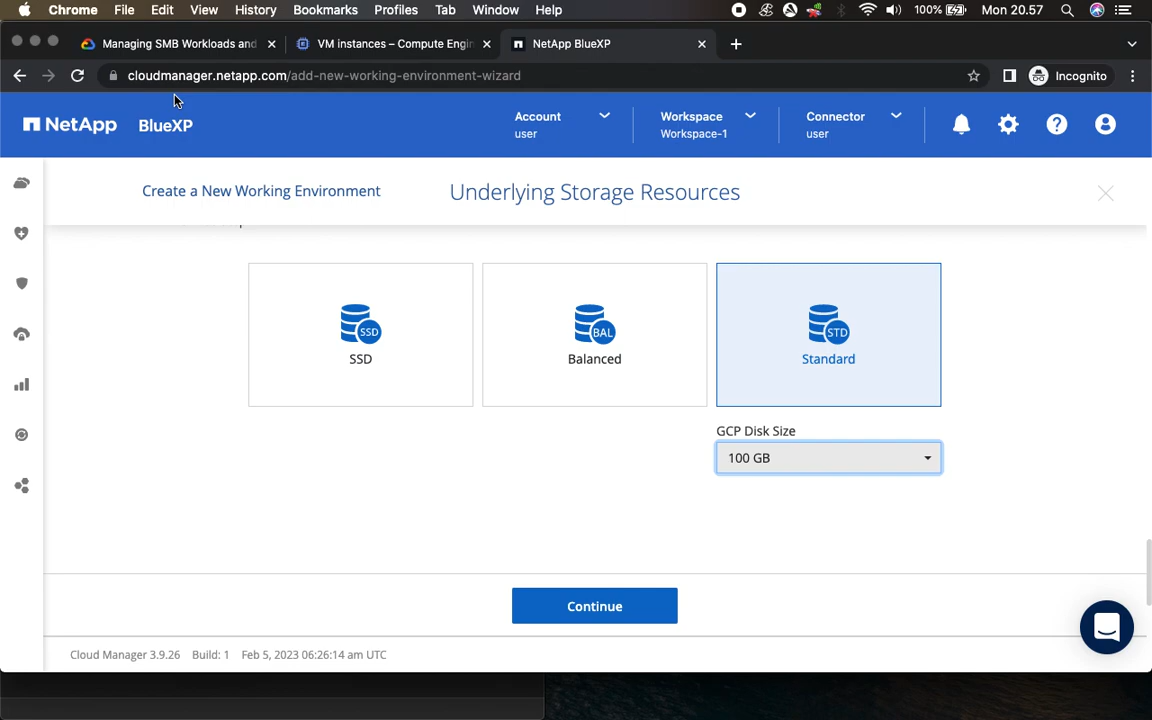 Chrome File Edit View History Bookmarks Profiles Tab Window Help 100% Mon 20.57
Managing SMB Workloads and VM instances – Compute Engin NetApp BlueXP
cloudmanager.netapp.com/add-new-working-environment-wizard Incognito
NetApp BlueXP Account Workspace Connector
user Workspace-1 user
Create a New Working Environment Underlying Storage Resources
SSD BAL STD
SSD Balanced Standard
GCP Disk Size
100 GB
Continue
Cloud Manager 3.9.26 Build: 1 Feb 5, 2023 06:26:14 am UTC